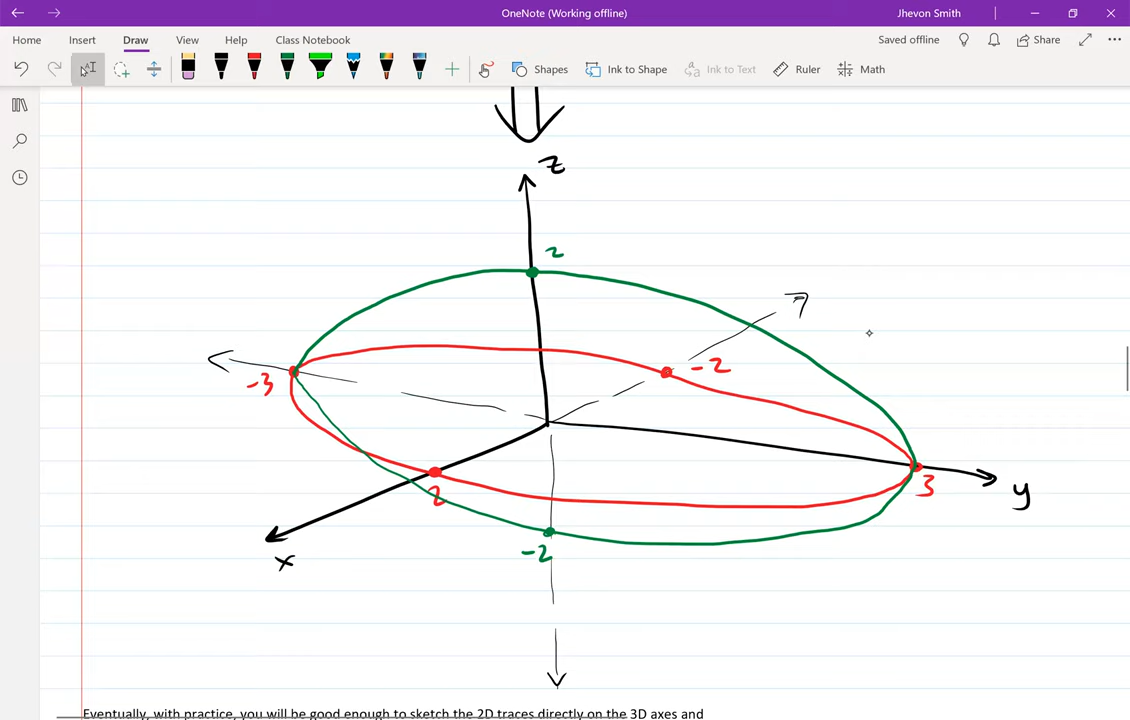 OneNote (Working offline)
Jhevon Smith
Home Insert Draw View Help Class Notebook
Saved offline
Share
Shapes
Ink to Shape
Ink to Text
Ruler
Math
z
2
-2
-3
3
2
y
-2
x
Eventually, with practice, you will be good enough to sketch the 2D traces directly on the 3D axes and